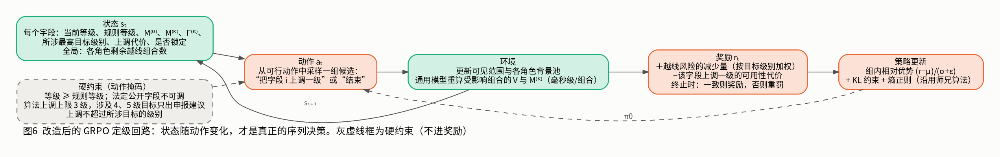 状态 sₜ
每个字段：当前等级、规则等级、M⁽⁰⁾、M⁽ᴷ⁾、Γ⁽ᴷ⁾、
所涉最高目标级别、上调代价、是否锁定
全局：各角色剩余越线组合数
硬约束（动作掩码）
等级 ≥ 规则等级；法定公开字段不可调
算法上调上限 3 级，涉及 4、5 级目标只出申报建议
上调不超过所涉目标的级别
动作 aₜ
从可行动作中采样一组候选：
“把字段 i 上调一级”或“结束”
环境
更新可见范围与各角色背景池
通用模型重算受影响组合的 V 与 M⁽ᴷ⁾（毫秒级/组合）
奖励 rₜ
＋越线风险的减少量（按目标级别加权）
−该字段上调一级的可用性代价
终止时：一致则奖励，否则重罚
策略更新
组内相对优势 (r−μ)/(σ+ε)
+ KL 约束 + 熵正则（沿用师兄算法）
sₜ₊₁
πθ
图6 改造后的 GRPO 定级回路：状态随动作变化，才是真正的序列决策。灰虚线框为硬约束（不进奖励）